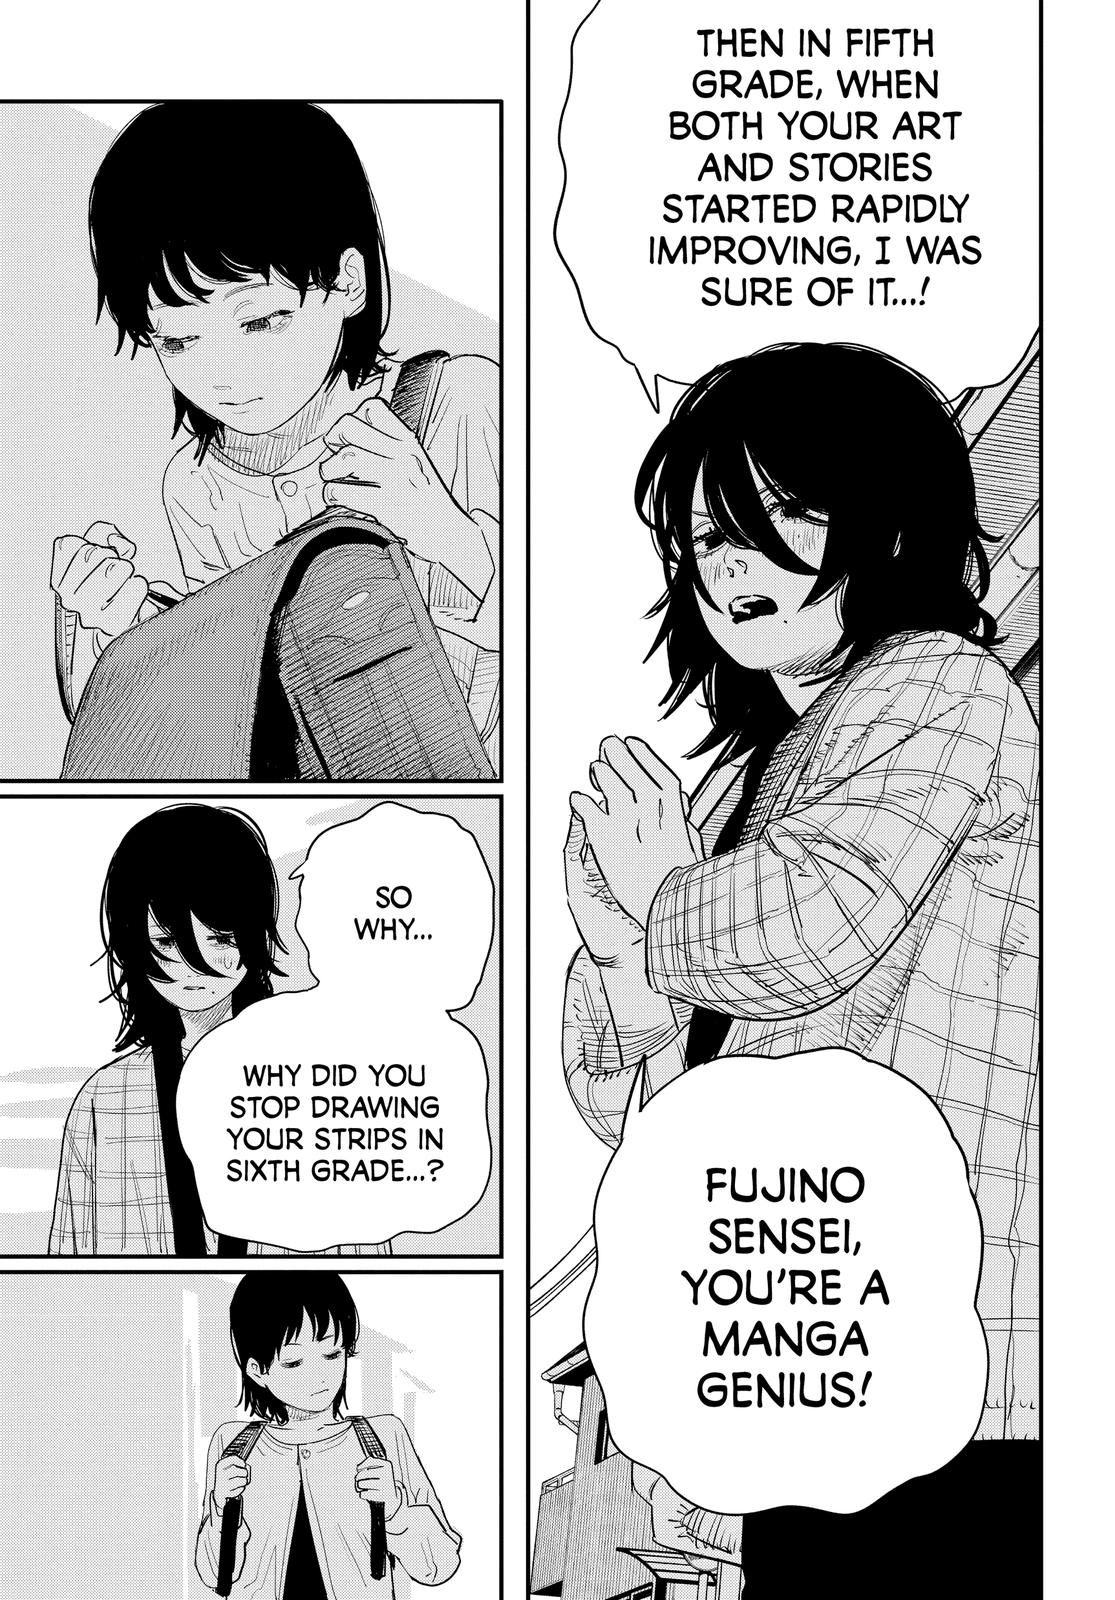 THEN IN FIFTH
GRADE, WHEN
BOTH YOUR ART
AND STORIES
STARTED RAPIDLY
IMPROVING, I WAS
SURE OF IT...!
FUJINO
SENSEI,
YOU'RE A
MANGA
GENIUS!
SO
WHY...
WHY DID YOU
STOP DRAWING
YOUR STRIPS IN
SIXTH GRADE...?